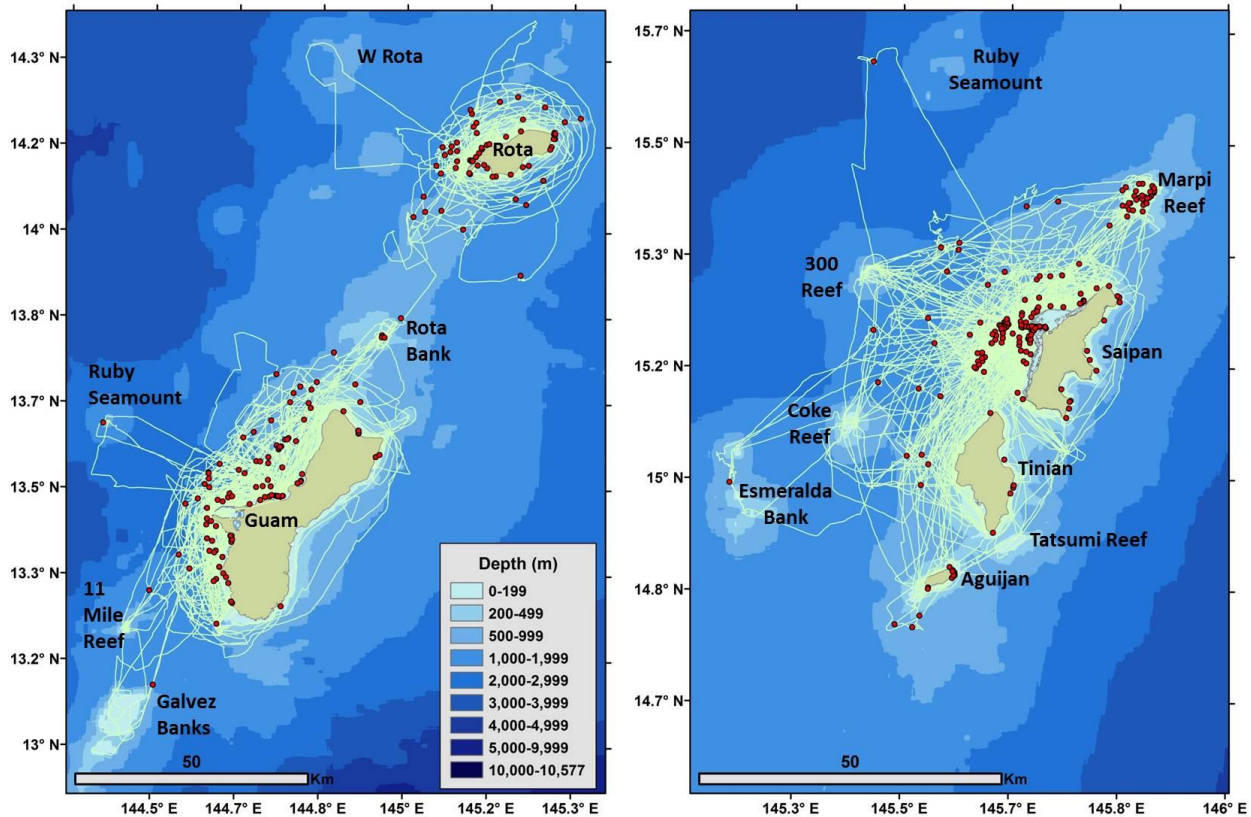 14.3° N
14.2° N
14° N
13.8° N
13.7° N
13.5° N
13.3° N
13.2° N
13° N
W Rota
Rota
Rota
Bank
Ruby
Seamount
Guam
11
Mile
Reef
Galvez
Banks
Depth (m)
0-199
200-499
500-999
1,000-1,999
2,000-2,999
3,000-3,999
4,000-4,999
5,000-9,999
10,000-10,577
50
Km
144.5° E
144.7° E
144.8° E
145° E
145.2° E
145.3° E
15.7° N
15.5° N
15.3° N
15.2° N
15° N
14.8° N
14.7° N
Ruby
Seamount
Marpi
Reef
300
Reef
Saipan
Coke
Reef
Tinian
Esmeralda
Bank
Tatsumi Reef
Aguijan
50
Km
145.3° E
145.5° E
145.7° E
145.8° E
146° E